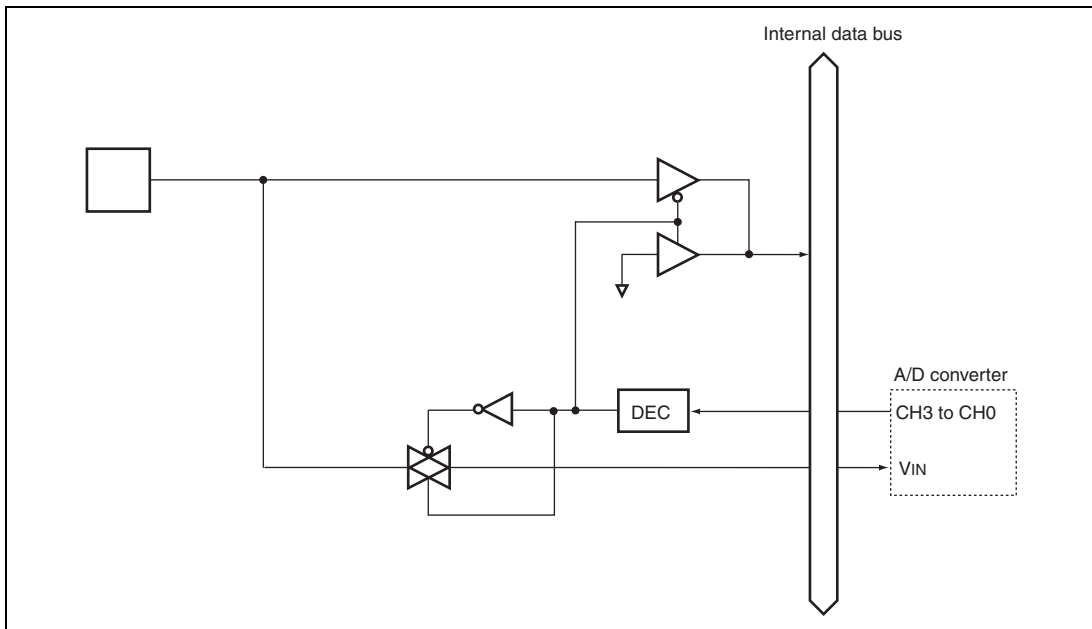 Internal data bus
A/D converter
DEC
CH3 to CH0
VIN